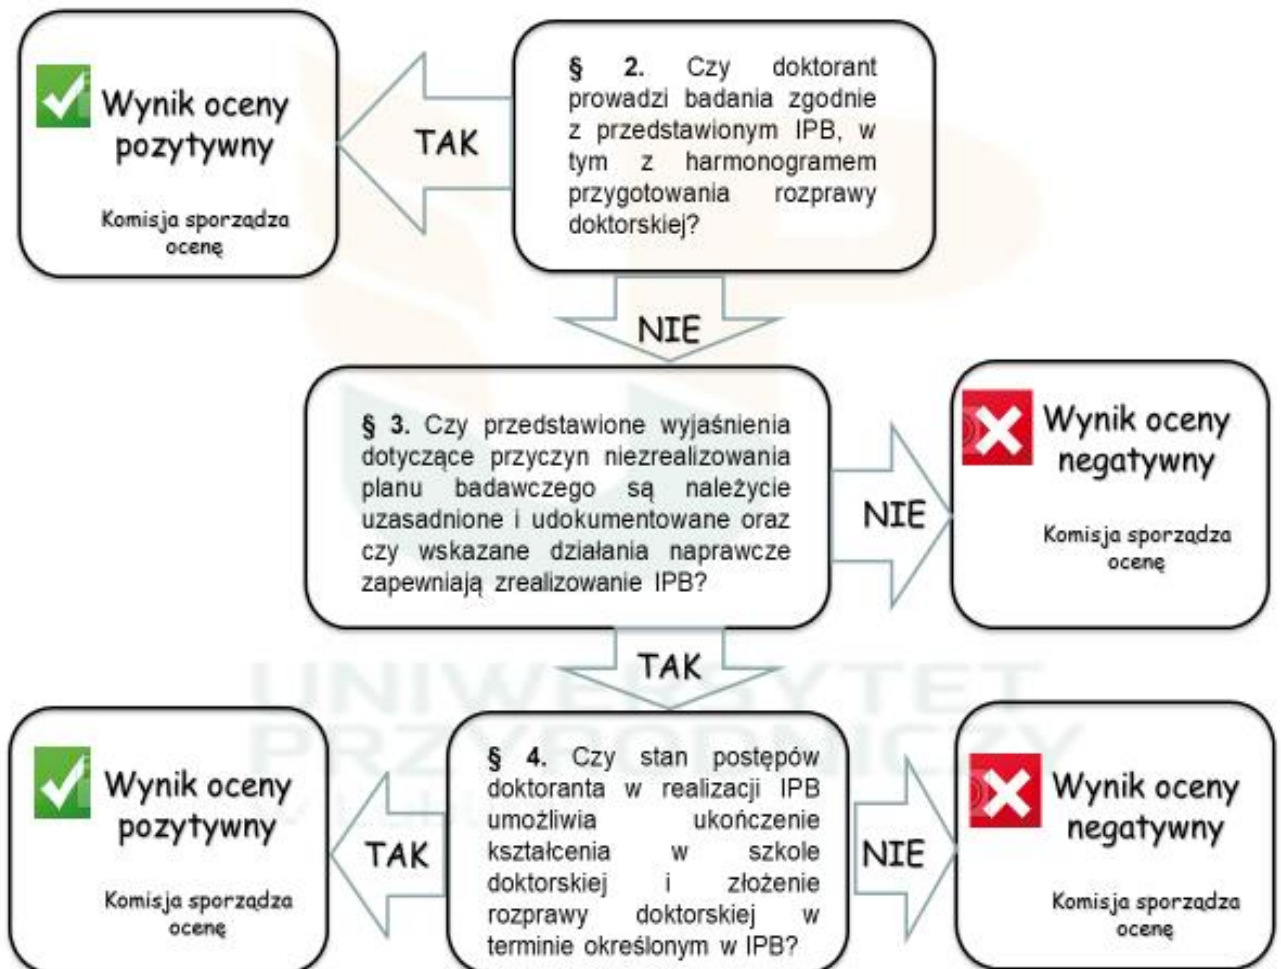 Wynik oceny
pozytywny
Komisja sporządza
ocenę
TAK
§ 2. Czy doktorant
prowadzi badania zgodnie
z przedstawionym IPB, w
tym z harmonogramem
przygotowania rozprawy
doktorskiej?
NIE
§ 3. Czy przedstawione wyjaśnienia
dotyczące przyczyn niezrealizowania
planu badawczego są należycie
uzasadnione i udokumentowane oraz
czy wskazane działania naprawcze
zapewniają zrealizowanie IPB?
NIE
Wynik oceny
negatywny
Komisja sporządza
ocenę
TAK
UNIWERSYTET
PRZYRODNICZY
Wynik oceny
pozytywny
Komisja sporządza
ocenę
TAK
§ 4. Czy stan postępów
doktoranta w realizacji IPB
umożliwia ukończenie
kształcenia w szkole
doktorskiej i złożenie
rozprawy doktorskiej w
terminie określonym w IPB?
NIE
Wynik oceny
negatywny
Komisja sporządza
ocenę